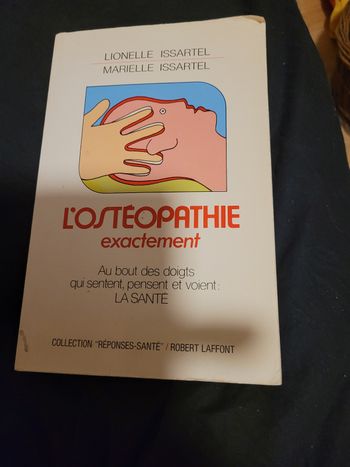 LIONELLE ISSARTEL
MARIELLE ISSARTEL
L'OSTÉOPATHIE
exactement
Au bout des doigts
qui sentent, pensent et voient:
LA SANTÉ
COLLECTION "RÉPONSES-SANTÉ" / ROBERT LAFFONT